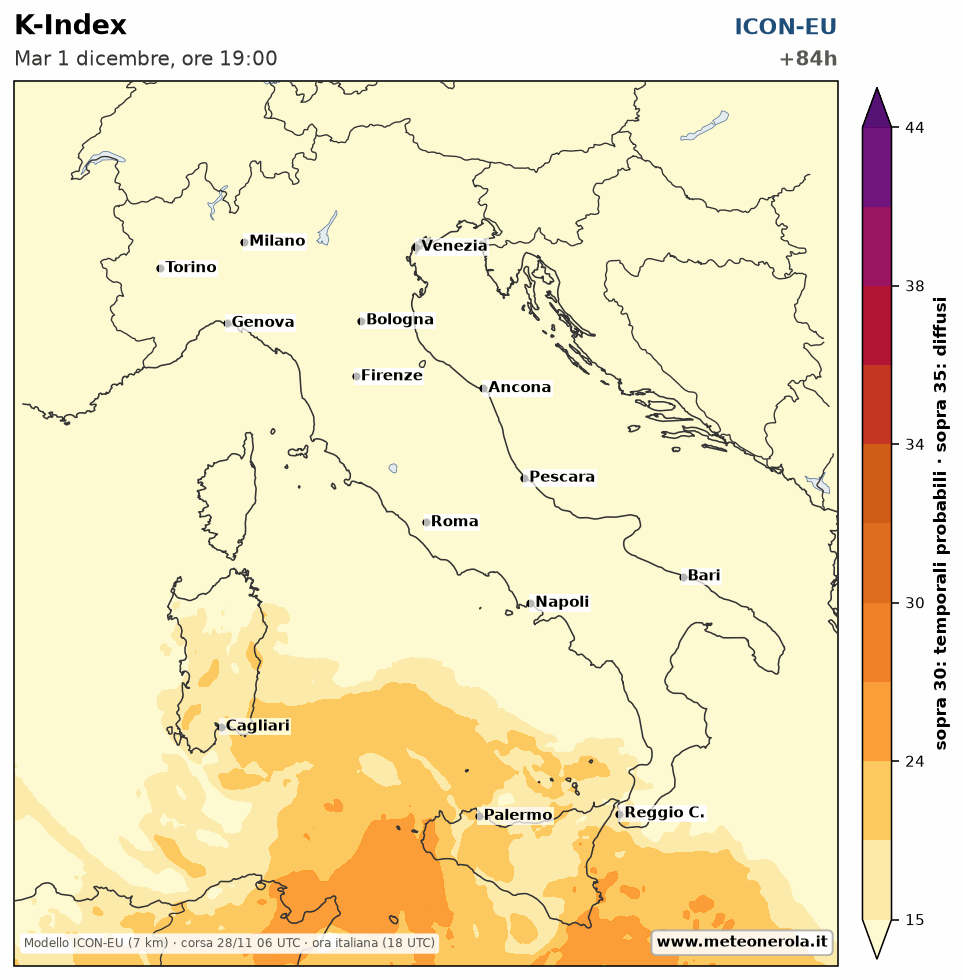 K-Index
ICON-EU
Mar 1 dicembre, ore 19:00
+84h
Milano
Venezia
Torino
Genova
Bologna
Firenze
Ancona
Pescara
Roma
Bari
Napoli
Cagliari
Palermo
Reggio C.
44
38
34
30
24
15
sopra 30: temporali probabili · sopra 35: diffusi
Modello ICON-EU (7 km) · corsa 28/11 06 UTC · ora italiana (18 UTC)
www.meteonerola.it